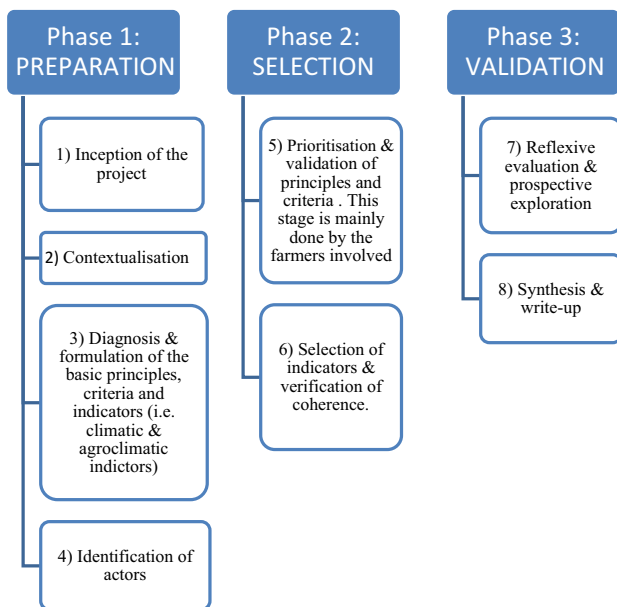 Phase 1:
PREPARATION
1) Inception of the
project
2) Contextualisation
3) Diagnosis &
formulation of the
basic principles,
criteria and
indicators (i.e.
climatic &
agroclimatic
indictors)
4) Identification of
actors
Phase 2:
SELECTION
5) Prioritisation &
validation of
principles and
criteria . This
stage is mainly
done by the
farmers involved
6) Selection of
indicators &
verification of
coherence.
Phase 3:
VALIDATION
7) Reflexive
evaluation &
prospective
exploration
8) Synthesis &
write-up